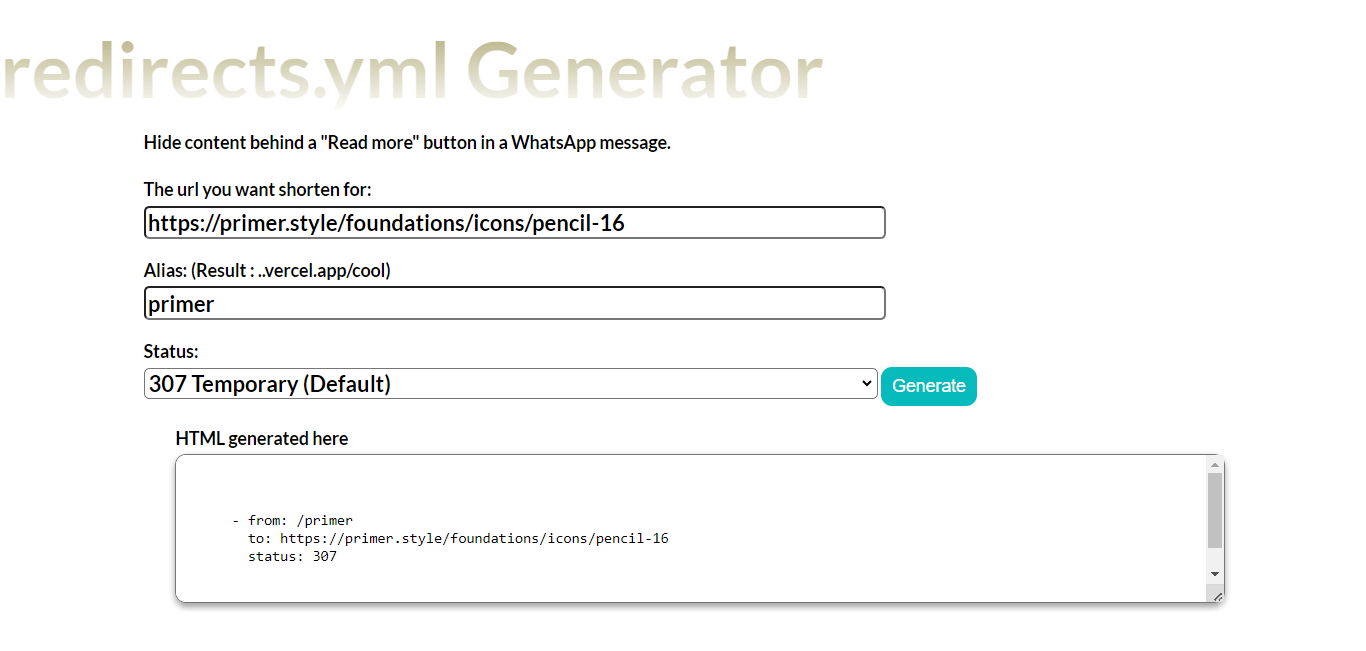 redirects.yml Generator
Hide content behind a "Read more" button in a WhatsApp message.
The url you want shorten for:
https://primer.style/foundations/icons/pencil-16
Alias: (Result : ..vercel.app/cool)
primer
Status:
307 Temporary (Default)
Generate
HTML generated here
- from: /primer
to: https://primer.style/foundations/icons/pencil-16
status: 307